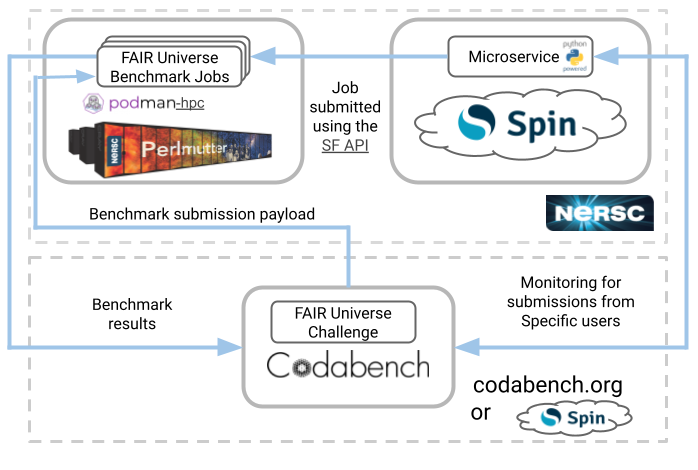 FAIR Universe
Benchmark Jobs
podman-hpc
NERSC
Perlmutter
Job
submitted
using the
SF API
Microservice
python
powered
Spin
NERSC
Benchmark submission payload
Benchmark
results
FAIR Universe
Challenge
Codabench
Monitoring for
submissions from
Specific users
codabench.org
or
Spin